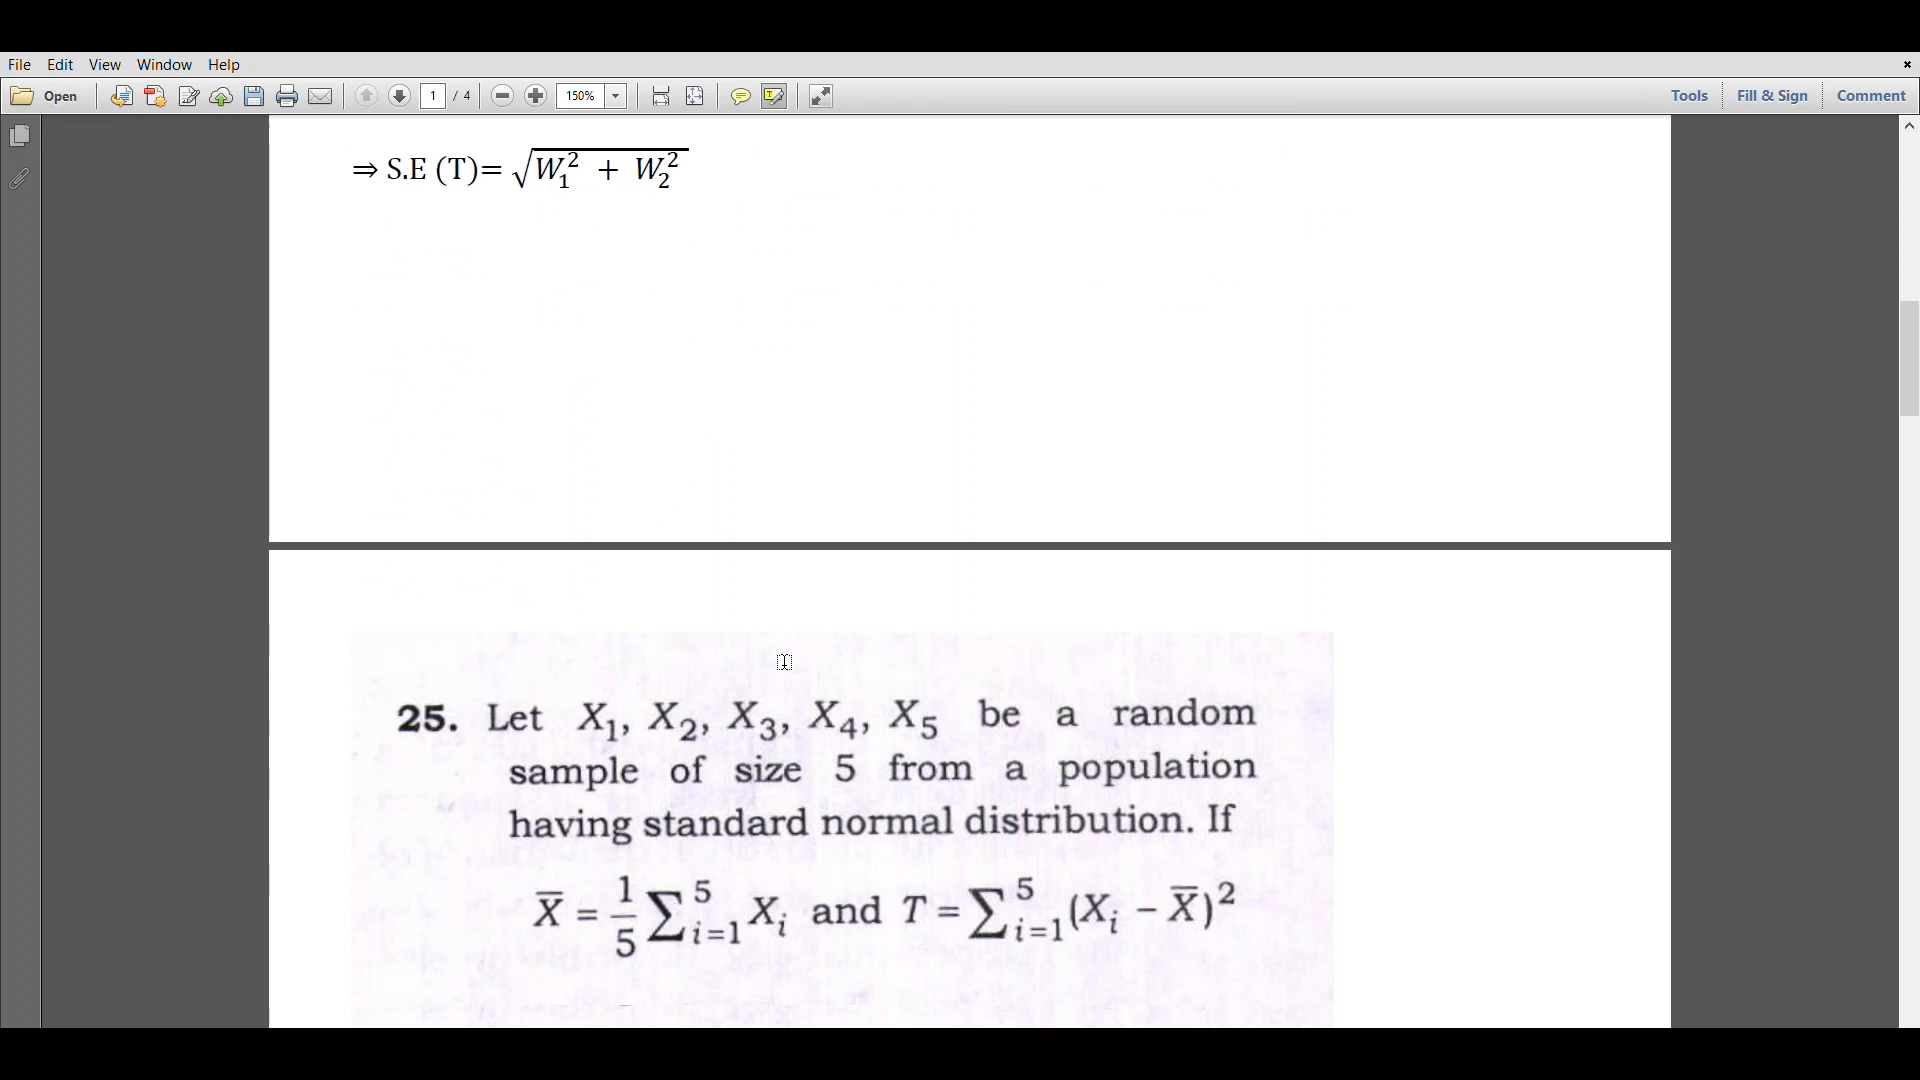 File Edit View Window Help ×
Open 1 / 4 150% Tools Fill & Sign Comment
⇒ S.E (T)= √(W₁² + W₂²)
25. Let X₁, X₂, X₃, X₄, X₅ be a random
sample of size 5 from a population
having standard normal distribution. If
X̅ = 1/5 ∑⁵ᵢ₌₁ Xᵢ and T = ∑⁵ᵢ₌₁ (Xᵢ − X̅)²